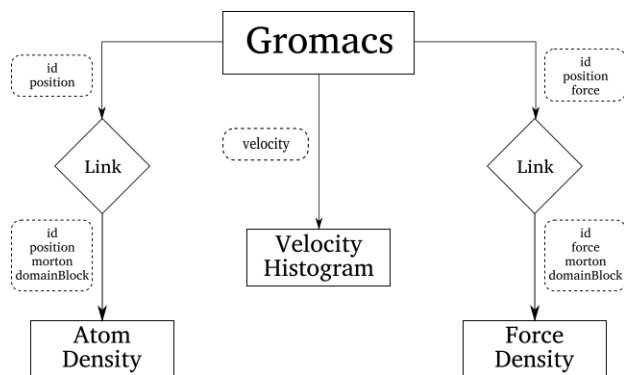 Gromacs
id
position
id
position
force
velocity
Link
Link
id
position
morton
domainBlock
id
force
morton
domainBlock
Velocity
Histogram
Atom
Density
Force
Density